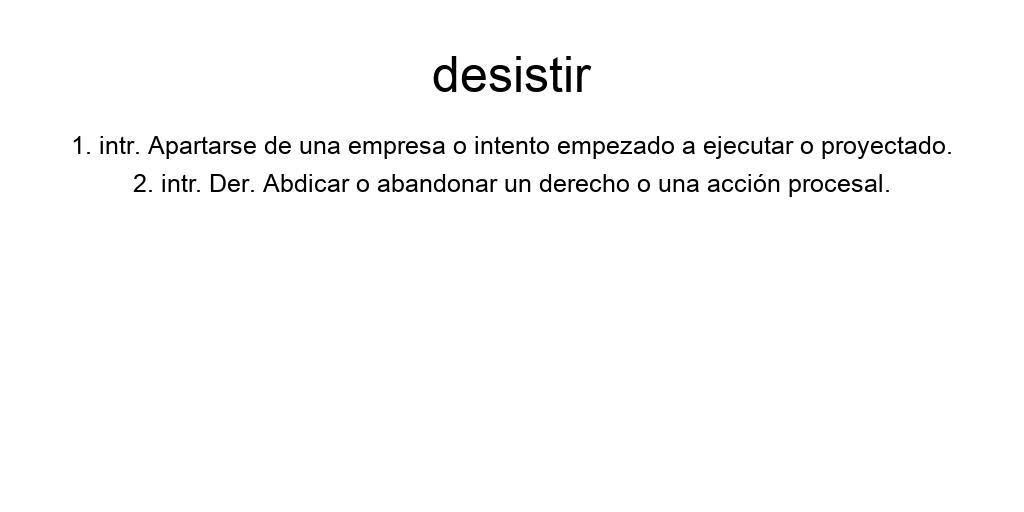 desistir
1. intr. Apartarse de una empresa o intento empezado a ejecutar o proyectado.
2. intr. Der. Abdicar o abandonar un derecho o una acción procesal.